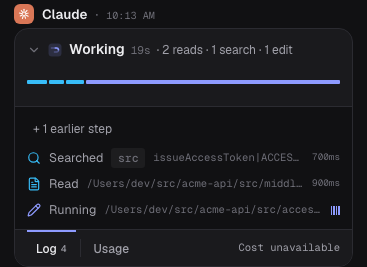 Claude · 10:13 AM
Working 19s · 2 reads · 1 search · 1 edit
+ 1 earlier step
Searched src issueAccessToken|ACCES… 700ms
Read /Users/dev/src/acme-api/src/middl… 900ms
Running /Users/dev/src/acme-api/src/acces…
Log 4 Usage Cost unavailable